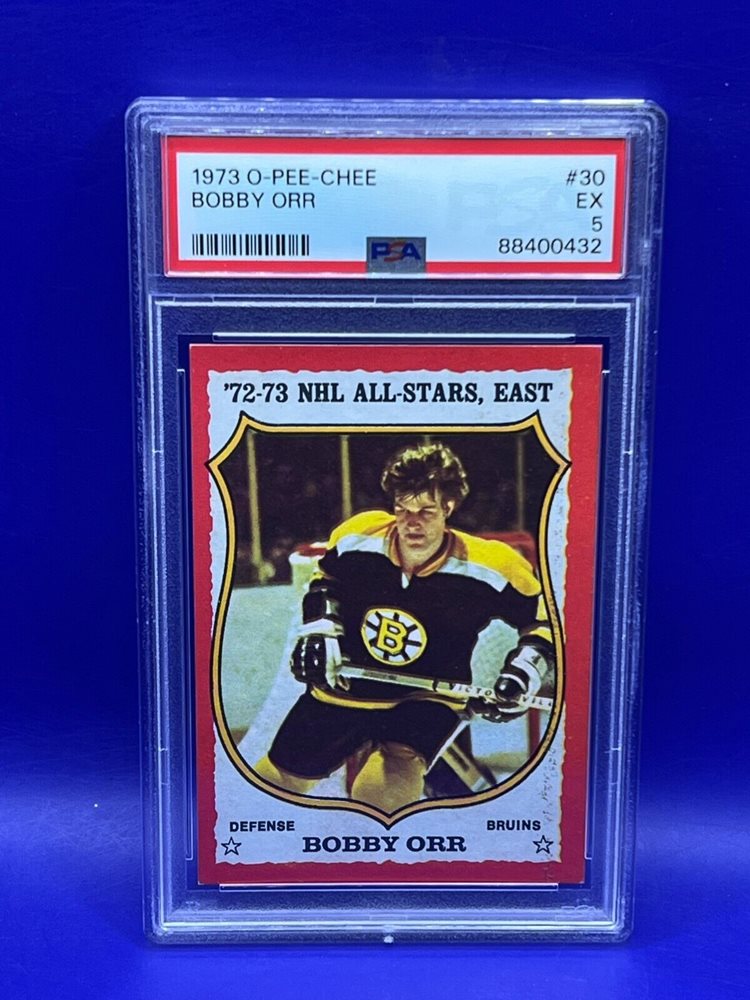 1973 O-PEE-CHEE #30
BOBBY ORR EX
5
PSA 88400432
'72-73 NHL ALL-STARS, EAST
B
VICTORIAVILLE
DEFENSE BRUINS
☆ BOBBY ORR ☆